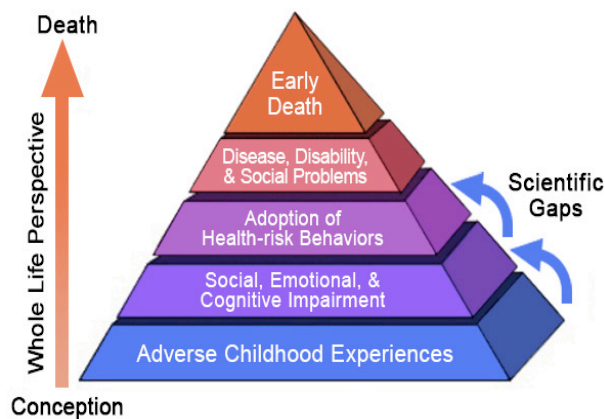 Death
Early
Death
Disease, Disability,
& Social Problems
Scientific
Gaps
Adoption of
Health-risk Behaviors
Social, Emotional, &
Cognitive Impairment
Adverse Childhood Experiences
Whole Life Perspective
Conception